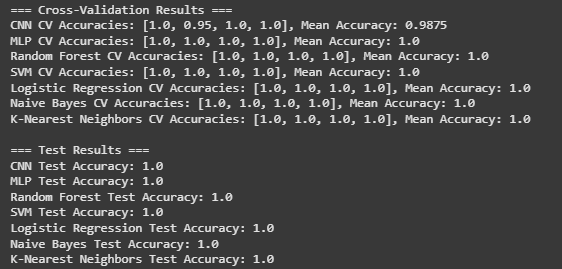 === Cross-Validation Results ===
CNN CV Accuracies: [1.0, 0.95, 1.0, 1.0], Mean Accuracy: 0.9875
MLP CV Accuracies: [1.0, 1.0, 1.0, 1.0], Mean Accuracy: 1.0
Random Forest CV Accuracies: [1.0, 1.0, 1.0, 1.0], Mean Accuracy: 1.0
SVM CV Accuracies: [1.0, 1.0, 1.0, 1.0], Mean Accuracy: 1.0
Logistic Regression CV Accuracies: [1.0, 1.0, 1.0, 1.0], Mean Accuracy: 1.0
Naive Bayes CV Accuracies: [1.0, 1.0, 1.0, 1.0], Mean Accuracy: 1.0
K-Nearest Neighbors CV Accuracies: [1.0, 1.0, 1.0, 1.0], Mean Accuracy: 1.0
=== Test Results ===
CNN Test Accuracy: 1.0
MLP Test Accuracy: 1.0
Random Forest Test Accuracy: 1.0
SVM Test Accuracy: 1.0
Logistic Regression Test Accuracy: 1.0
Naive Bayes Test Accuracy: 1.0
K-Nearest Neighbors Test Accuracy: 1.0